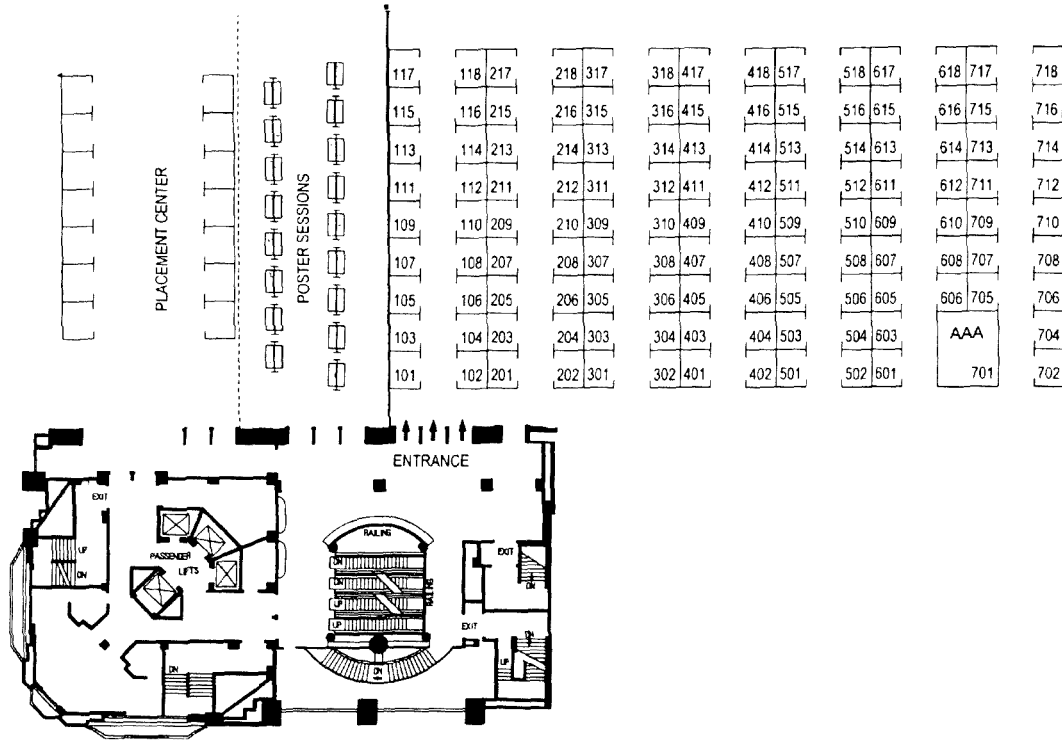 117 118 217 218 317 318 417 418 517 518 617 618 717 718
115 116 215 216 315 316 415 416 515 516 615 616 715 716
113 114 213 214 313 314 413 414 513 514 613 614 713 714
111 112 211 212 311 312 411 412 511 512 611 612 711 712
109 110 209 210 309 310 409 410 509 510 609 610 709 710
107 108 207 208 307 308 407 408 507 508 607 608 707 708
105 106 205 206 305 306 405 406 505 506 605 606 705 706
103 104 203 204 303 304 403 404 503 504 603 AAA 704
101 102 201 202 301 302 401 402 501 502 601 701 702
PLACEMENT CENTER
POSTER SESSIONS
ENTRANCE
EXIT
UP
DN
PASSENGER
LIFTS
DN
RAILING
RAILING
DN
DN
UP
UP
DN
EXIT
DN
EXIT
DN
UP